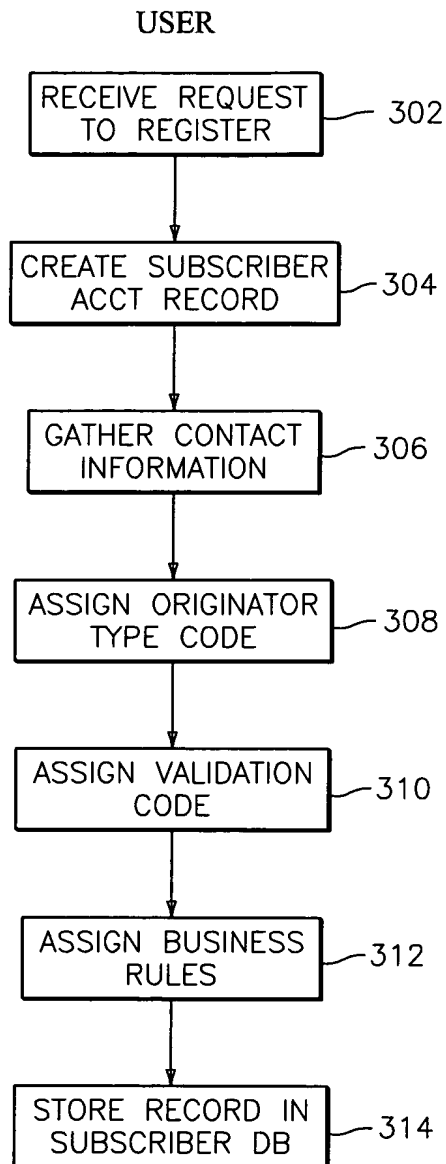 USER
RECEIVE REQUEST
TO REGISTER
302
CREATE SUBSCRIBER
ACCT RECORD
304
GATHER CONTACT
INFORMATION
306
ASSIGN ORIGINATOR
TYPE CODE
308
ASSIGN VALIDATION
CODE
310
ASSIGN BUSINESS
RULES
312
STORE RECORD IN
SUBSCRIBER DB
314